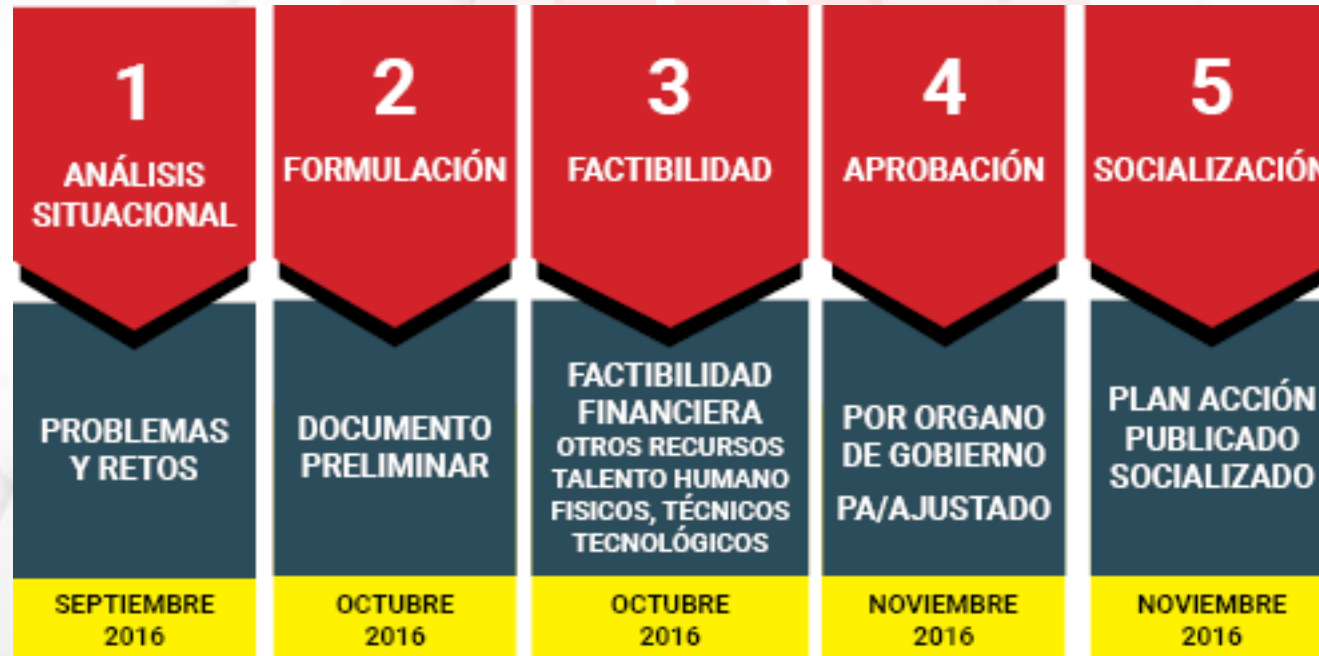 1
ANÁLISIS
SITUACIONAL
PROBLEMAS
Y RETOS
SEPTIEMBRE
2016
2
FORMULACIÓN
DOCUMENTO
PRELIMINAR
OCTUBRE
2016
3
FACTIBILIDAD
FACTIBILIDAD
FINANCIERA
OTROS RECURSOS
TALENTO HUMANO
FISICOS, TÉCNICOS
TECNOLÓGICOS
OCTUBRE
2016
4
APROBACIÓN
POR ORGANO
DE GOBIERNO
PA/AJUSTADO
NOVIEMBRE
2016
5
SOCIALIZACIÓN
PLAN ACCIÓN
PUBLICADO
SOCIALIZADO
NOVIEMBRE
2016